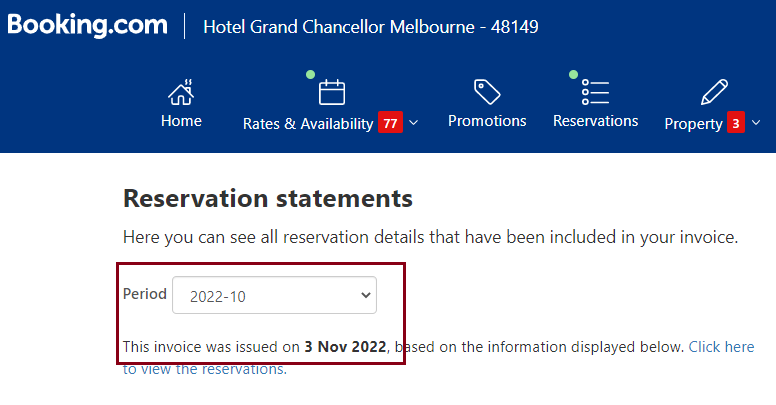 Booking.com Hotel Grand Chancellor Melbourne - 48149
Home Rates & Availability 77 Promotions Reservations Property 3
Reservation statements
Here you can see all reservation details that have been included in your invoice.
Period 2022-10
This invoice was issued on 3 Nov 2022, based on the information displayed below. Click here
to view the reservations.